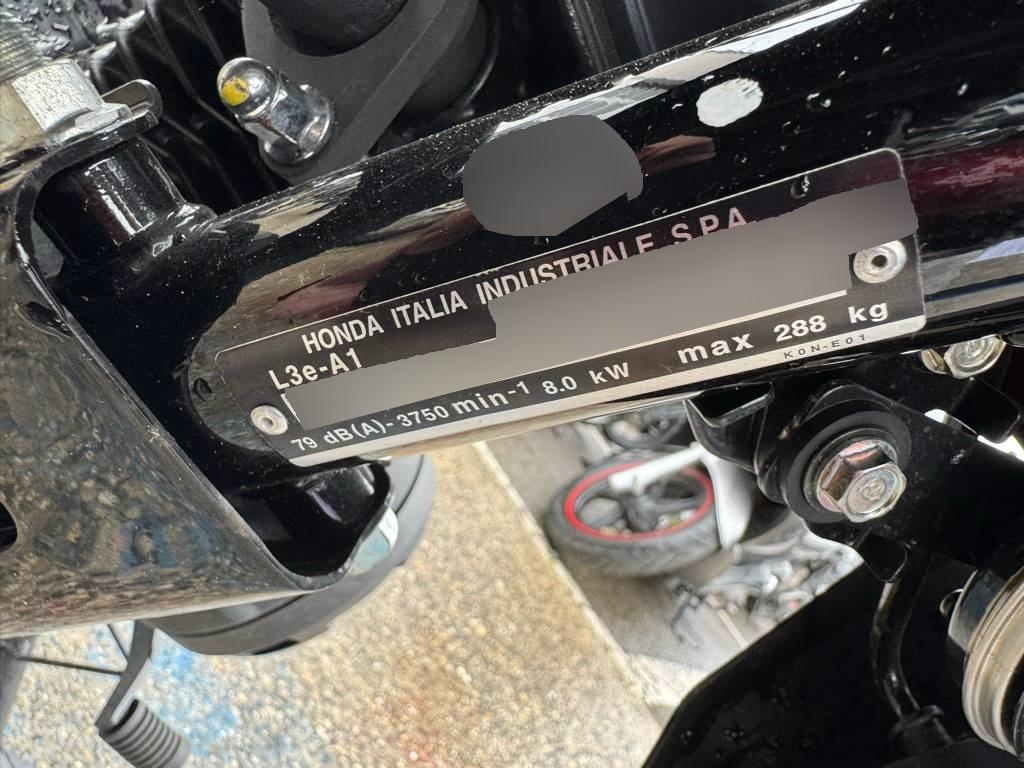 HONDA ITALIA INDUSTRIALE S.P.A.
L3e-A1
79 dB(A)- 3750 min-1 8.0 kW max 288 kg
K0N-E01